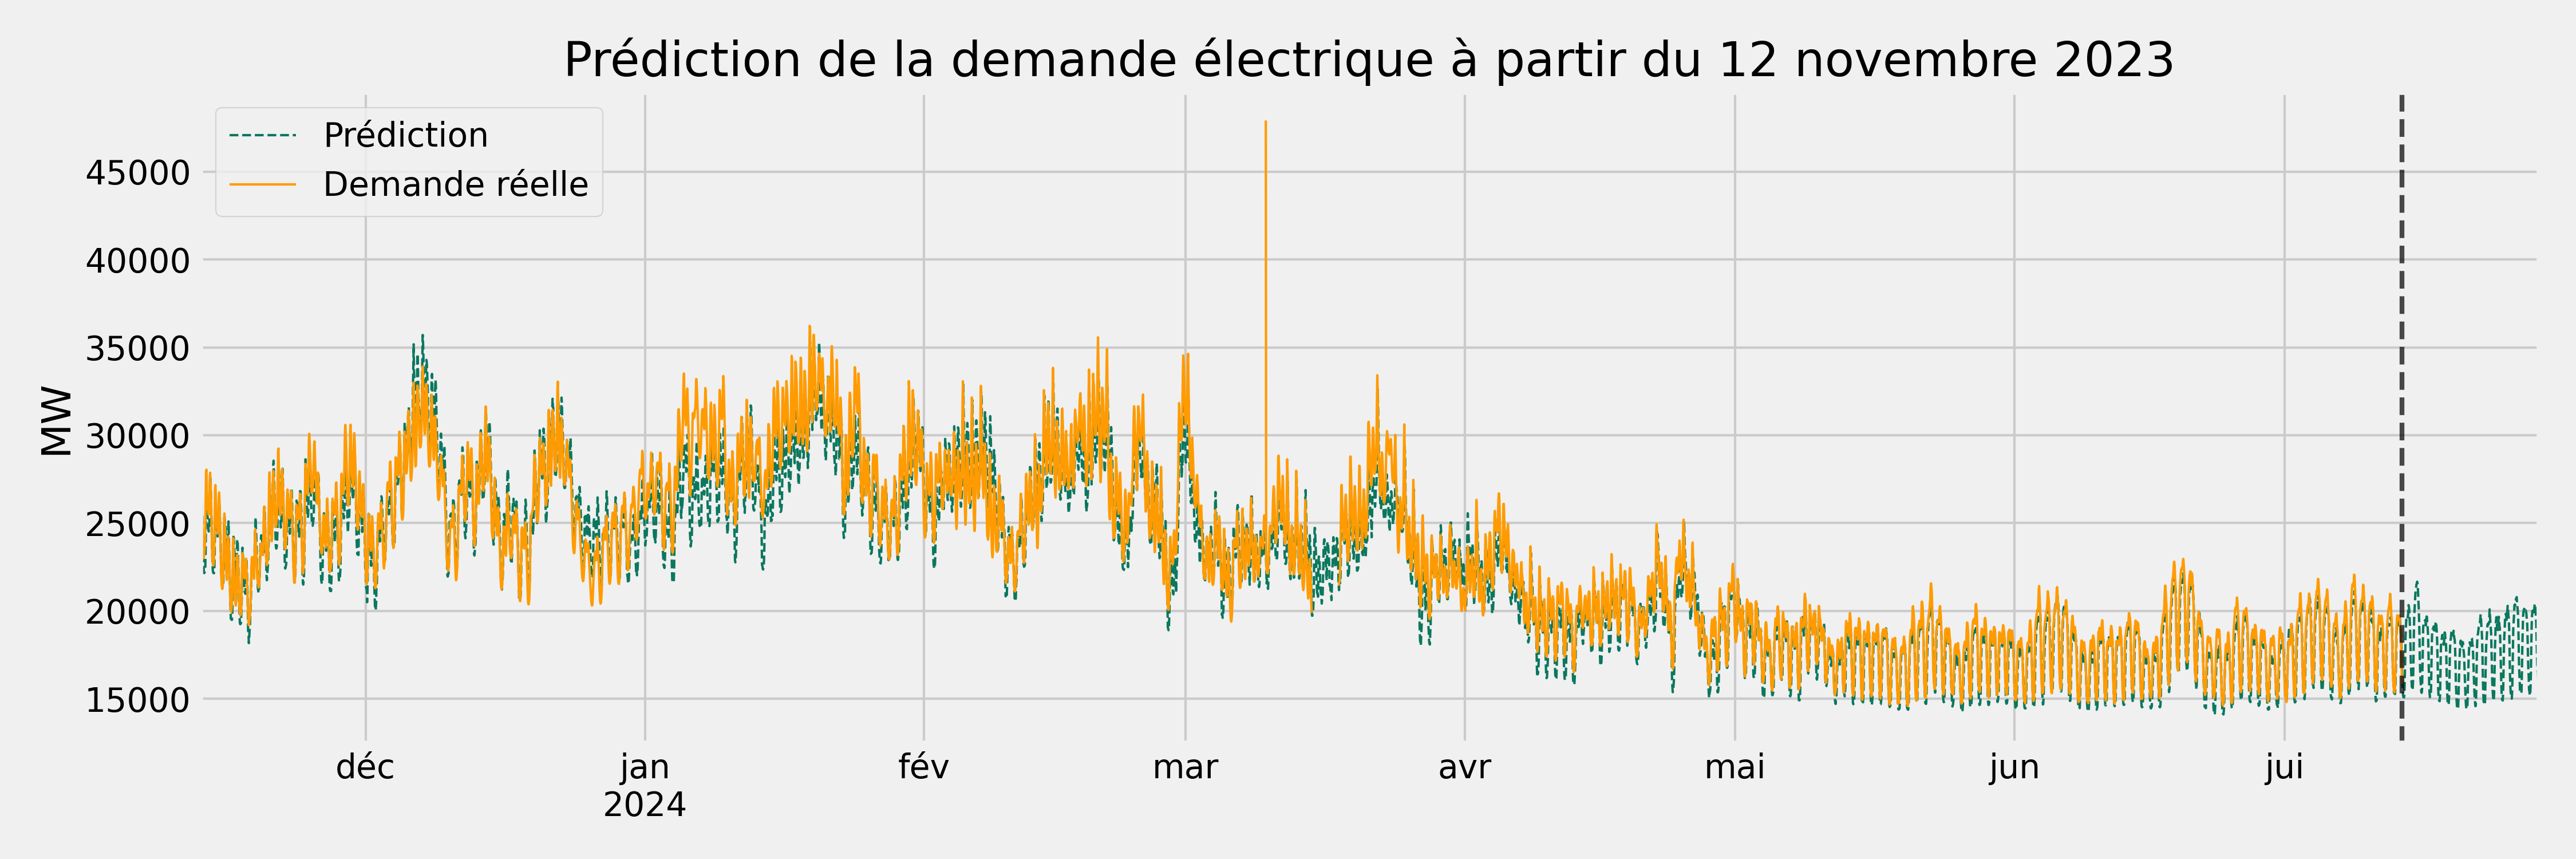 Prédiction de la demande électrique à partir du 12 novembre 2023
Prédiction
Demande réelle
MW
45000
40000
35000
30000
25000
20000
15000
déc jan fév mar avr mai jun jui
2024